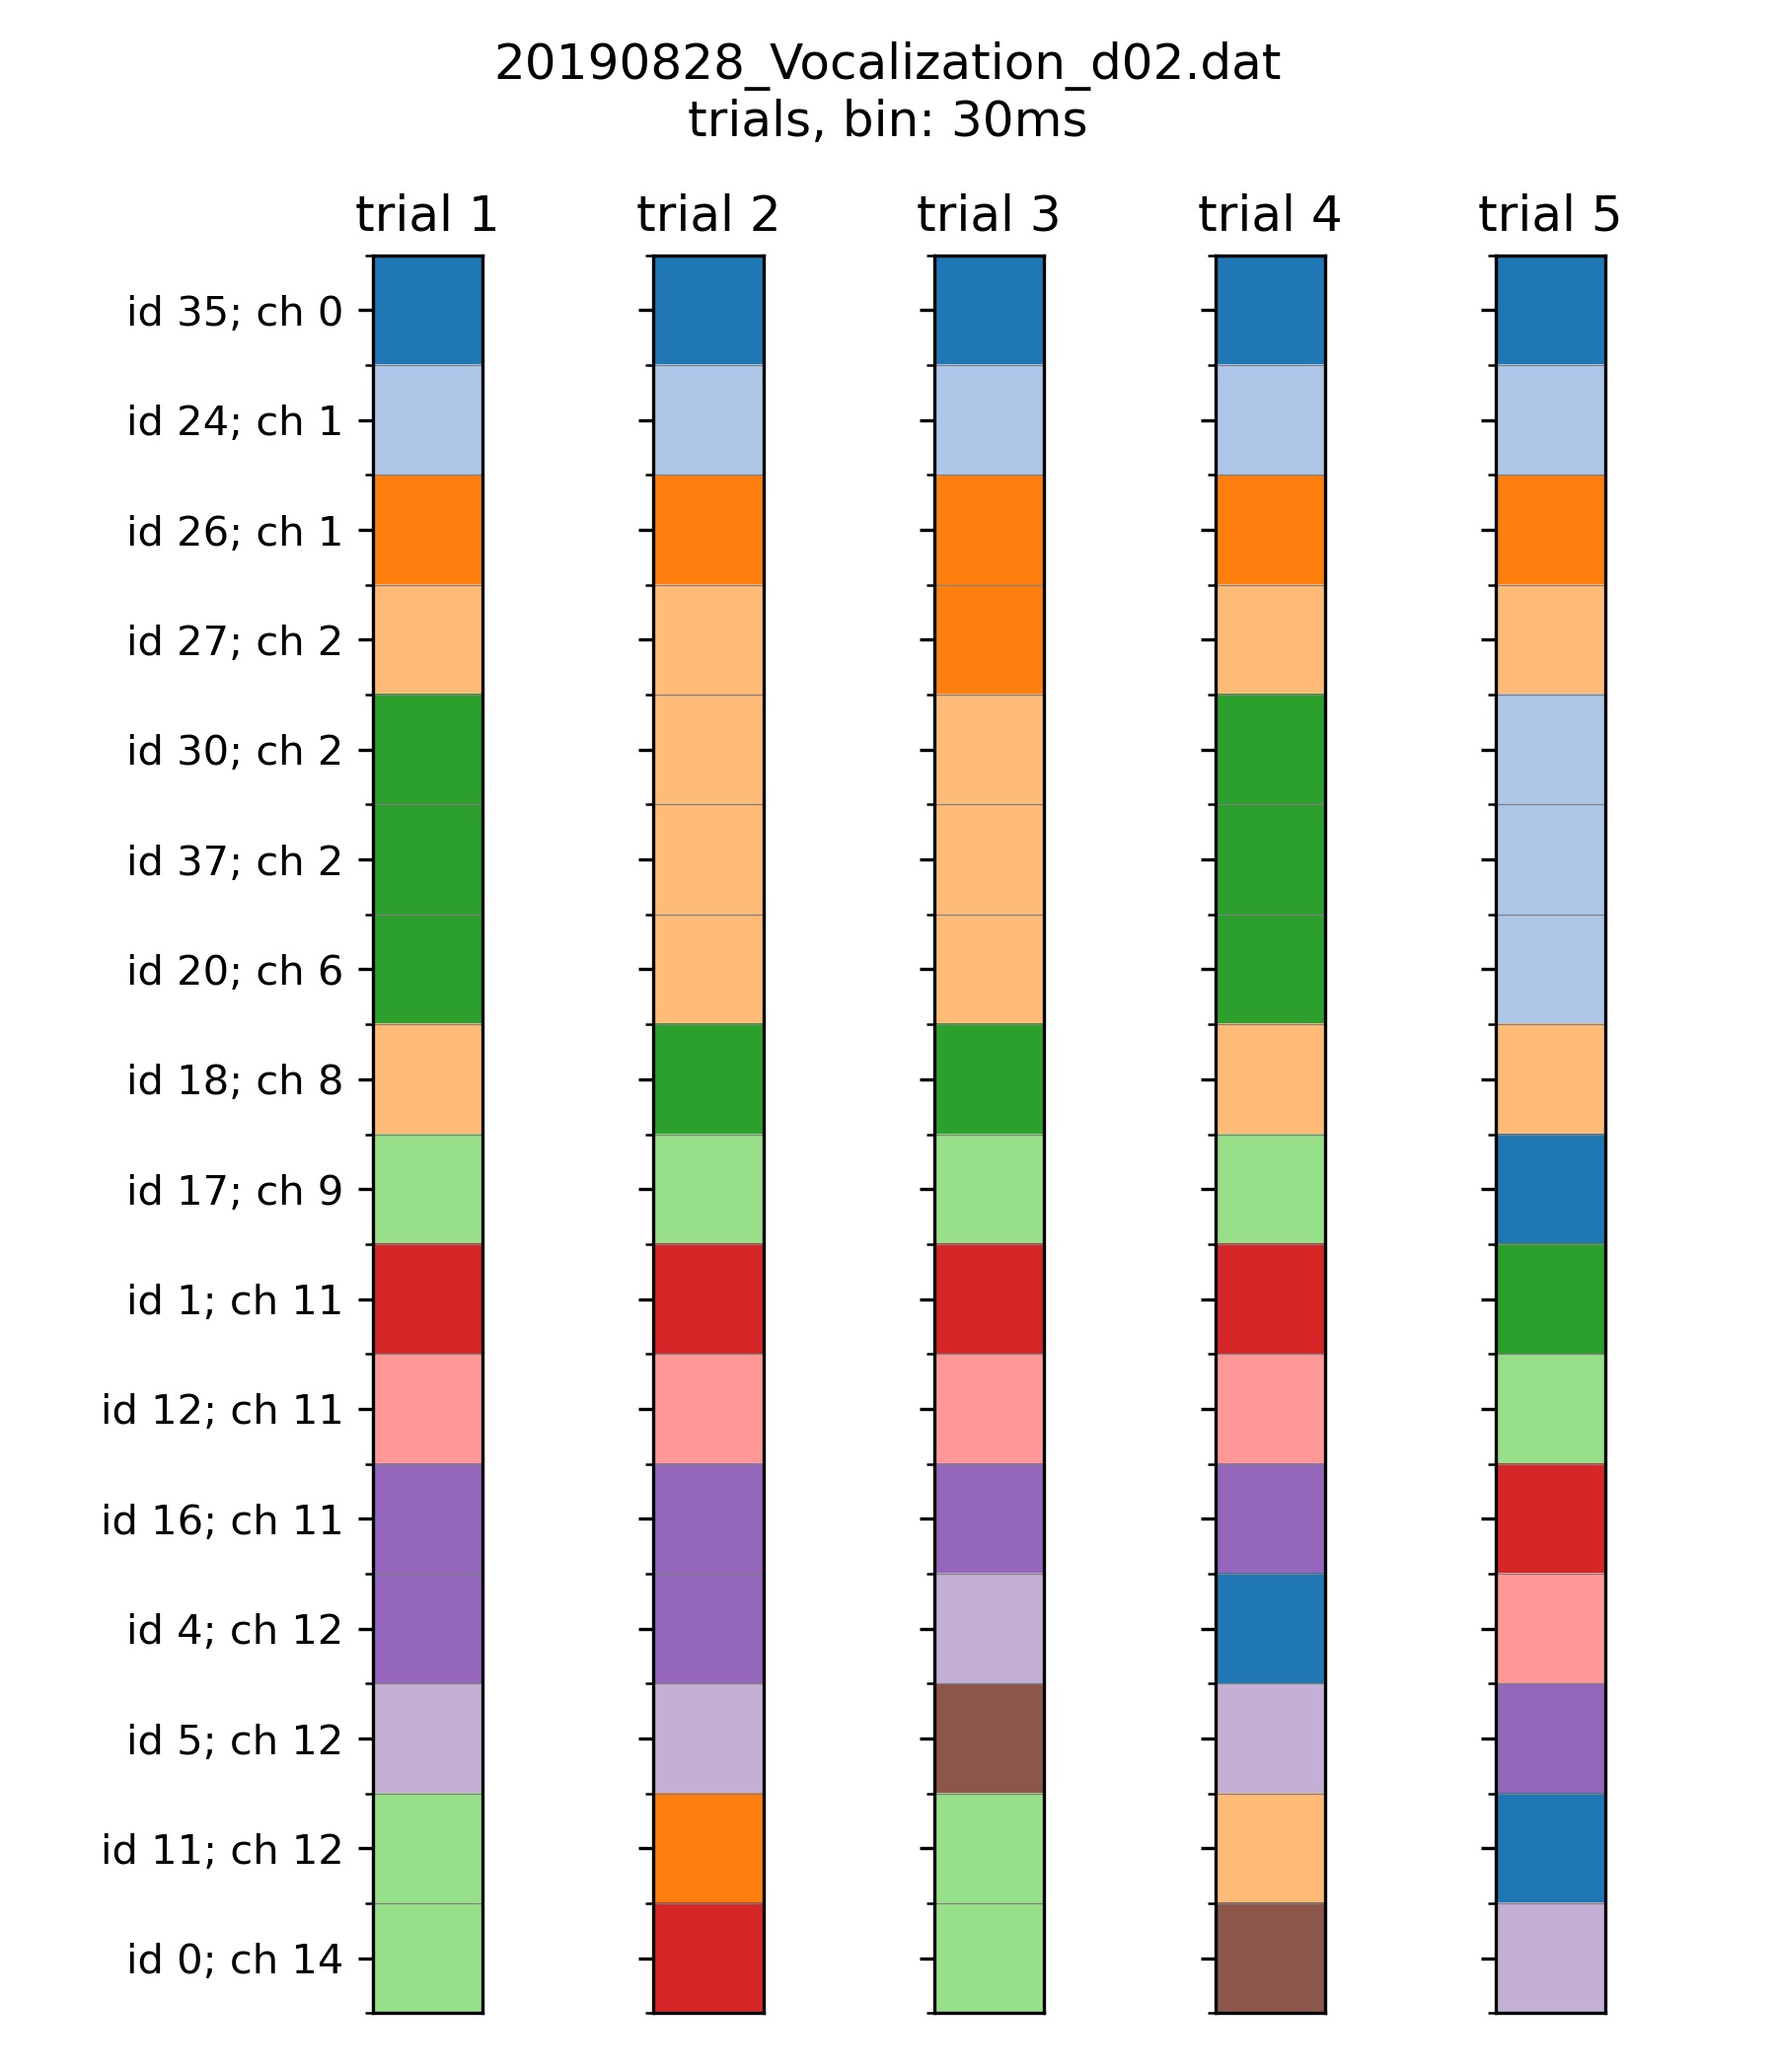 20190828_Vocalization_d02.dat
trials, bin: 30ms
trial 1 trial 2 trial 3 trial 4 trial 5
id 35; ch 0
id 24; ch 1
id 26; ch 1
id 27; ch 2
id 30; ch 2
id 37; ch 2
id 20; ch 6
id 18; ch 8
id 17; ch 9
id 1; ch 11
id 12; ch 11
id 16; ch 11
id 4; ch 12
id 5; ch 12
id 11; ch 12
id 0; ch 14